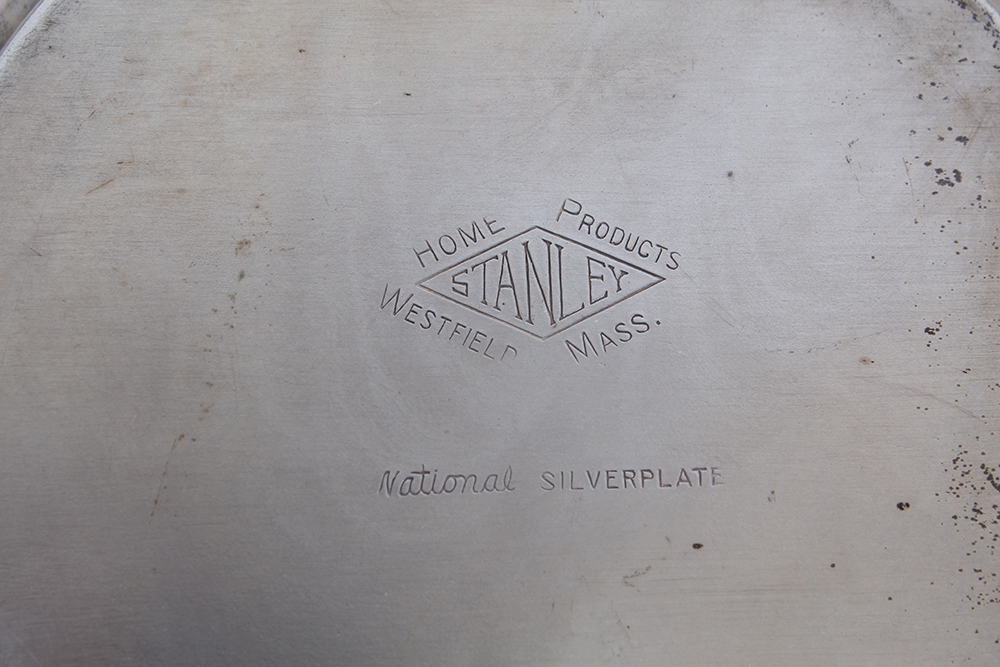 HOME PRODUCTS
STANLEY
WESTFIELD MASS.
National SILVERPLATE